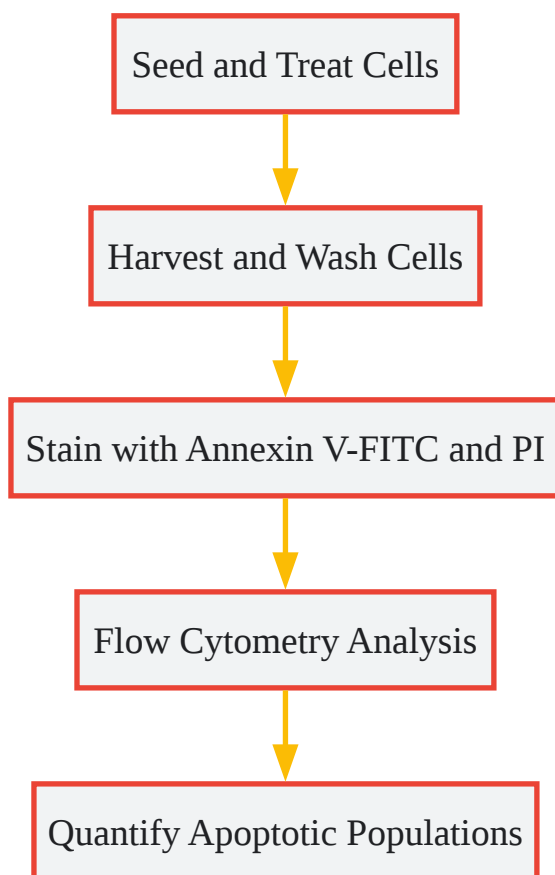 Seed and Treat Cells
Harvest and Wash Cells
Stain with Annexin V-FITC and PI
Flow Cytometry Analysis
Quantify Apoptotic Populations